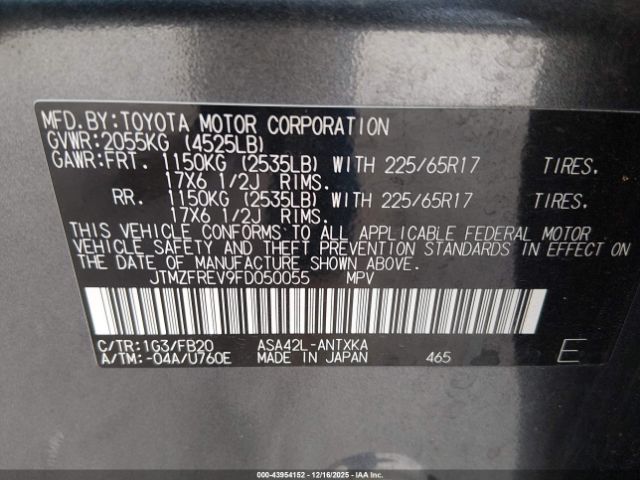 MFD.BY:TOYOTA MOTOR CORPORATION
GVWR:2055KG (4525LB)
GAWR:FRT. 1150KG (2535LB) WITH 225/65R17 TIRES.
17X6 1/2J RIMS.
RR. 1150KG (2535LB) WITH 225/65R17 TIRES.
17X6 1/2J RIMS.
THIS VEHICLE CONFORMS TO ALL APPLICABLE FEDERAL MOTOR
VEHICLE SAFETY AND THEFT PREVENTION STANDARDS IN EFFECT ON
THE DATE OF MANUFACTURE SHOWN ABOVE.
JTMZFREV9FD050055 MPV
C/TR:1G3/FB20 ASA42L-ANTXKA
A/TM:-04A/U760E MADE IN JAPAN 465 E
000-43954152 - 12/16/2025 - IAAI.com